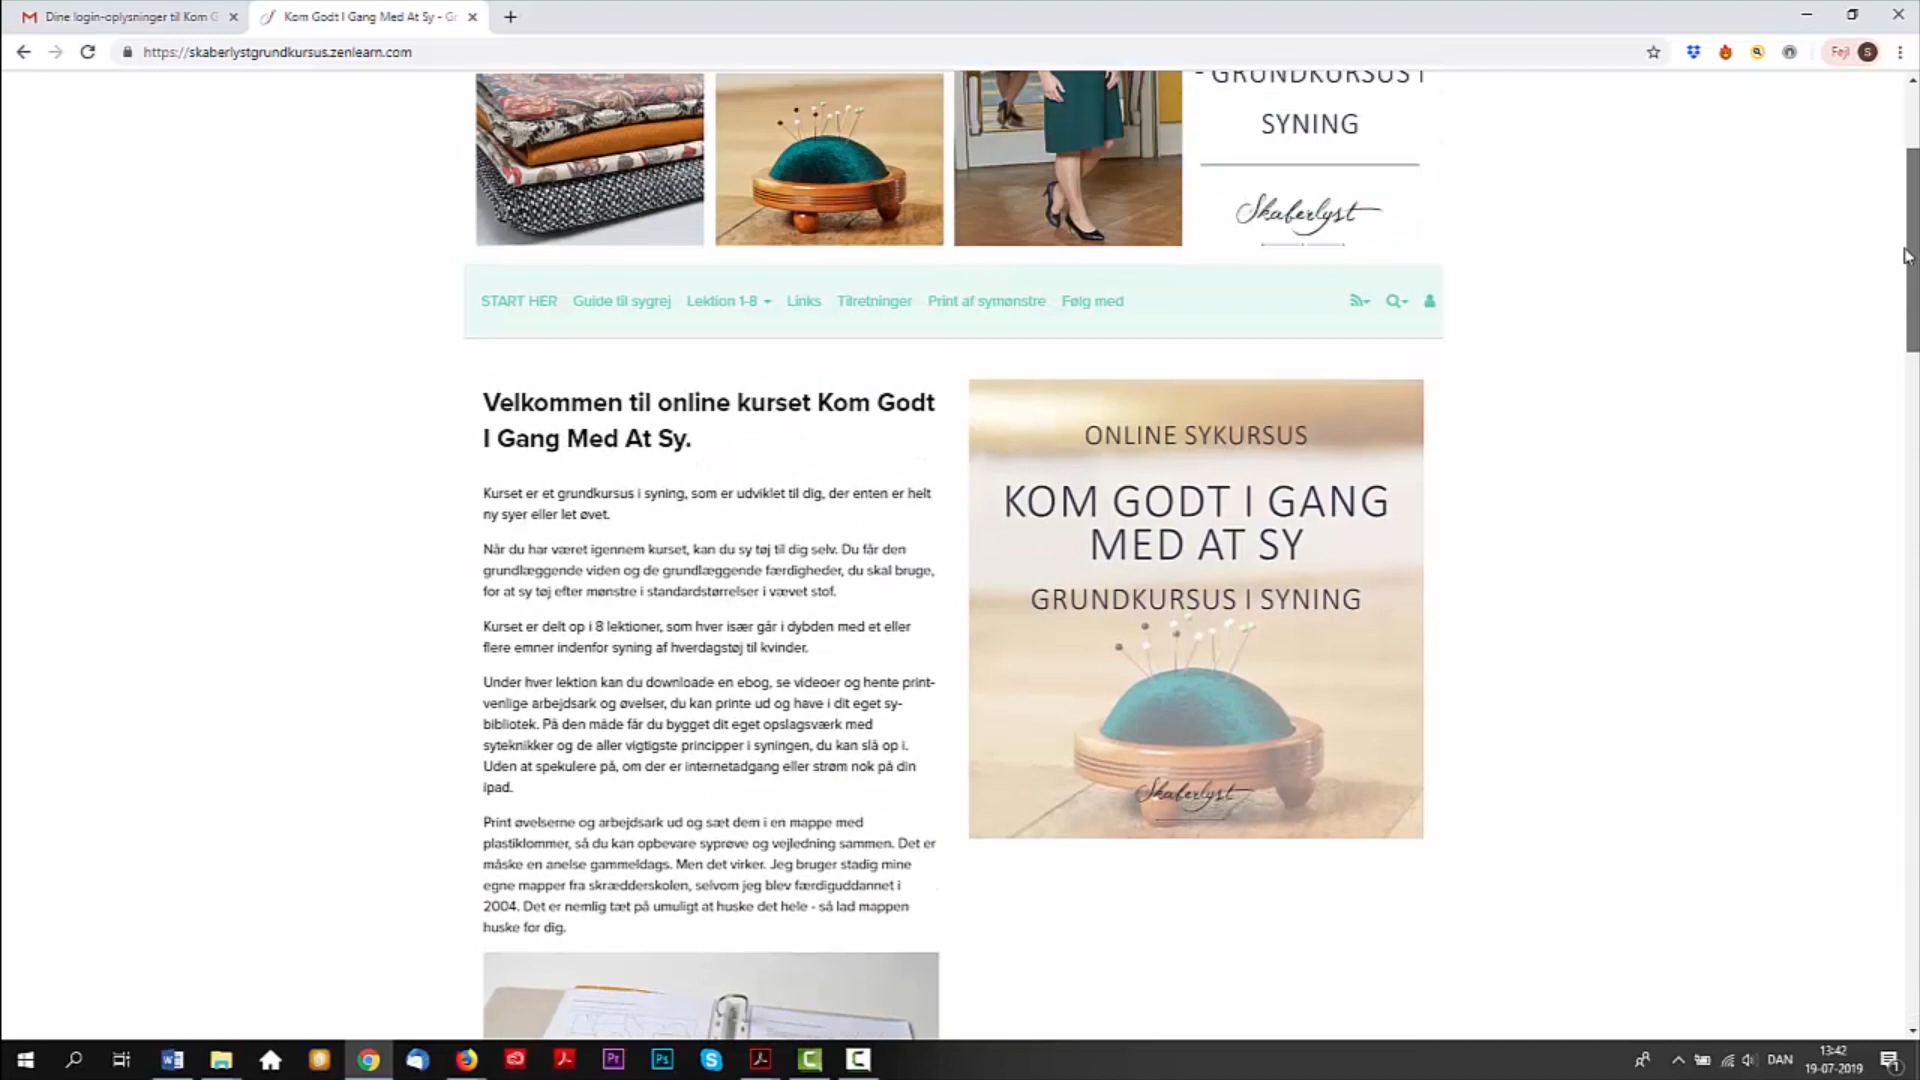 Dine login-oplysninger til Kom G
Kom Godt I Gang Med At Sy - Gr
https://skaberlystgrundkursus.zenlearn.com
Fejl
S
- GRUNDKURSUS I
SYNING
Skaberlyst
START HER Guide til sygrej Lektion 1-8 Links Tilretninger Print af symønstre Følg med
Velkommen til online kurset Kom Godt
I Gang Med At Sy.
Kurset er et grundkursus i syning, som er udviklet til dig, der enten er helt
ny syer eller let øvet.
Når du har været igennem kurset, kan du sy tøj til dig selv. Du får den
grundlæggende viden og de grundlæggende færdigheder, du skal bruge,
for at sy tøj efter mønstre i standardstørrelser i vævet stof.
Kurset er delt op i 8 lektioner, som hver især går i dybden med et eller
flere emner indenfor syning af hverdagstøj til kvinder.
Under hver lektion kan du downloade en ebog, se videoer og hente print-
venlige arbejdsark og øvelser, du kan printe ud og have i dit eget sy-
bibliotek. På den måde får du bygget dit eget opslagsværk med
syteknikker og de aller vigtigste principper i syningen, du kan slå op i.
Uden at spekulere på, om der er internetadgang eller strøm nok på din
ipad.
Print øvelserne og arbejdsark ud og sæt dem i en mappe med
plastiklommer, så du kan opbevare syprøve og vejledning sammen. Det er
måske en anelse gammeldags. Men det virker. Jeg bruger stadig mine
egne mapper fra skrædderskolen, selvom jeg blev færdiguddannet i
2004. Det er nemlig tæt på umuligt at huske det hele - så lad mappen
huske for dig.
ONLINE SYKURSUS
KOM GODT I GANG
MED AT SY
GRUNDKURSUS I SYNING
Skaberlyst
Pr
Ps
DAN
13:42
19-07-2019
1